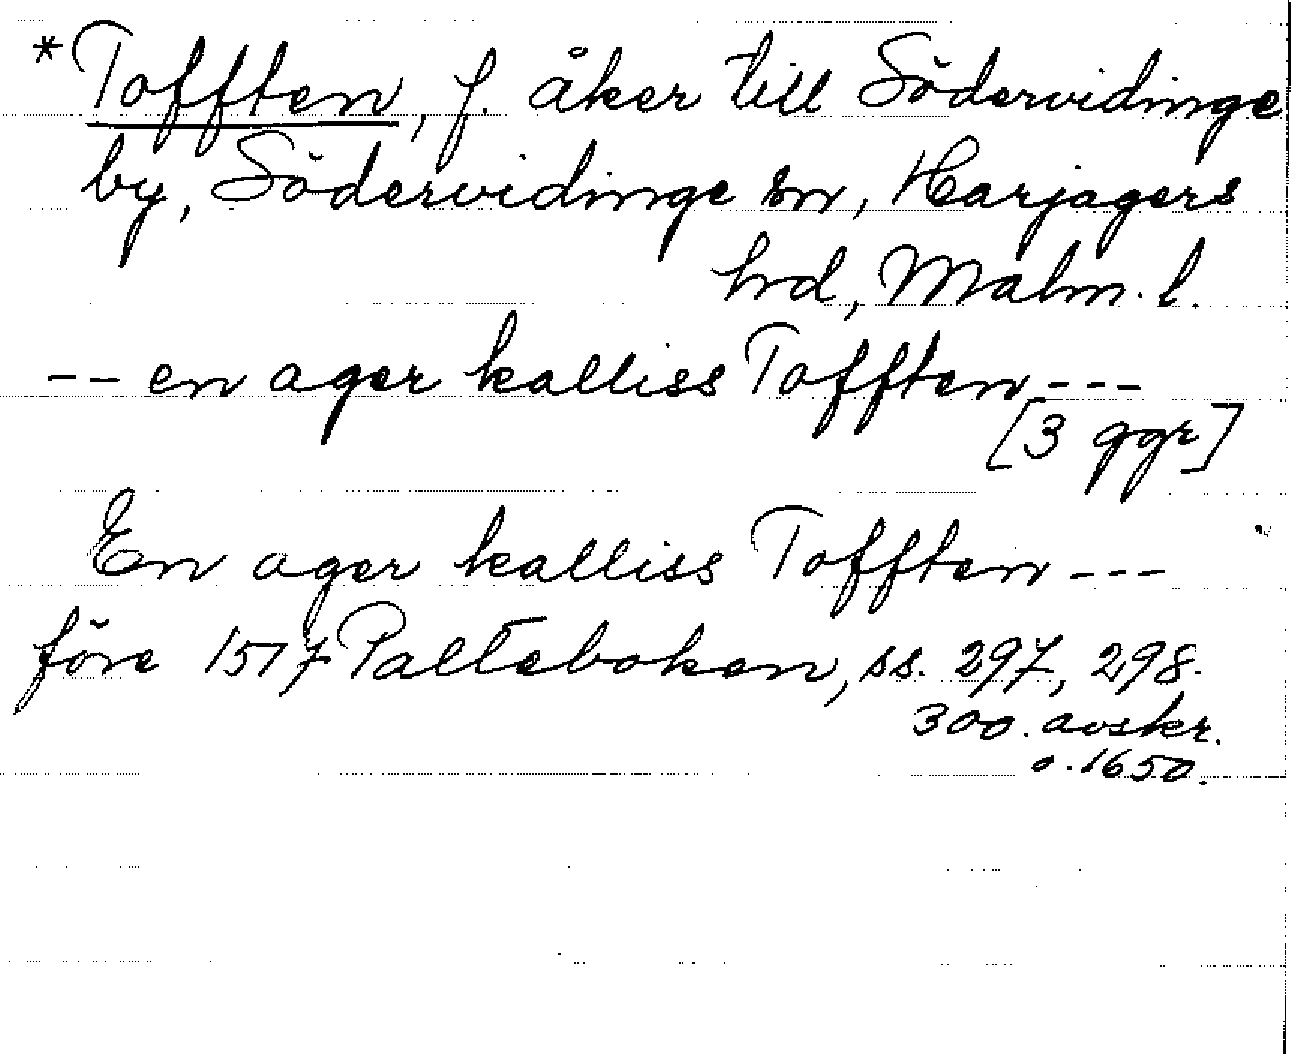 *Tofften, f. åker till Södervidinge
by, Södervidinge sn, Harjagers
hrd, Malm. l.
-- en ager kalliss Tofften ---
[3 ggr]
En ager kalliss Tofften ---
före 1517 Palteboken, ss. 297, 298.
300. avskr.
o. 1650.